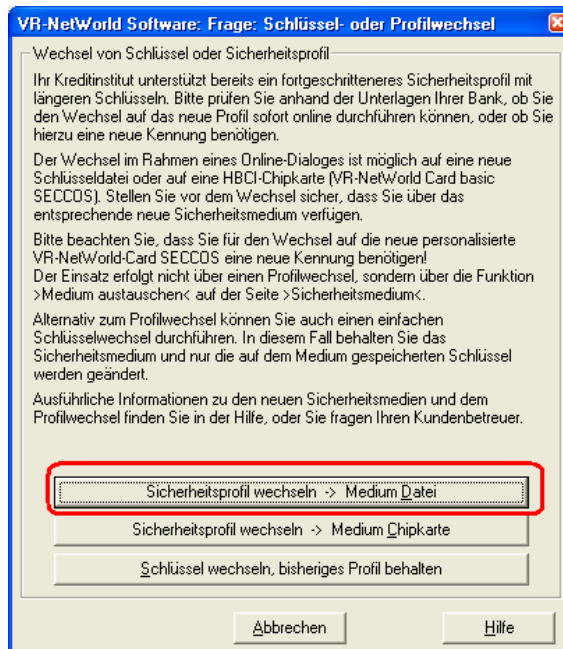 VR-NetWorld Software: Frage: Schlüssel- oder Profilwechsel
Wechsel von Schlüssel oder Sicherheitsprofil
Ihr Kreditinstitut unterstützt bereits ein fortgeschritteneres Sicherheitsprofil mit
längeren Schlüsseln. Bitte prüfen Sie anhand der Unterlagen Ihrer Bank, ob Sie
den Wechsel auf das neue Profil sofort online durchführen können, oder ob Sie
hierzu eine neue Kennung benötigen.
Der Wechsel im Rahmen eines Online-Dialoges ist möglich auf eine neue
Schlüsseldatei oder auf eine HBCI-Chipkarte (VR-NetWorld Card basic
SECCOS). Stellen Sie vor dem Wechsel sicher, dass Sie über das
entsprechende neue Sicherheitsmedium verfügen.
Bitte beachten Sie, dass Sie für den Wechsel auf die neue personalisierte
VR-NetWorld-Card SECCOS eine neue Kennung benötigen!
Der Einsatz erfolgt nicht über einen Profilwechsel, sondern über die Funktion
>Medium austauschen< auf der Seite >Sicherheitsmedium<.
Alternativ zum Profilwechsel können Sie auch einen einfachen
Schlüsselwechsel durchführen. In diesem Fall behalten Sie das
Sicherheitsmedium und nur die auf dem Medium gespeicherten Schlüssel
werden geändert.
Ausführliche Informationen zu den neuen Sicherheitsmedien und dem
Profilwechsel finden Sie in der Hilfe, oder Sie fragen Ihren Kundenbetreuer.
Sicherheitsprofil wechseln -> Medium Datei
Sicherheitsprofil wechseln -> Medium Chipkarte
Schlüssel wechseln, bisheriges Profil behalten
Abbrechen
Hilfe